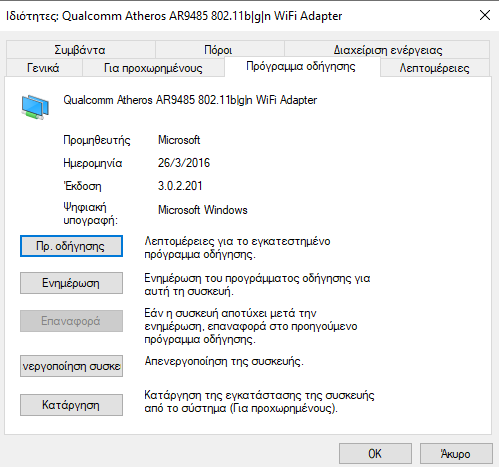 Ιδιότητες: Qualcomm Atheros AR9485 802.11b|g|n WiFi Adapter
Συμβάντα Πόροι Διαχείριση ενέργειας
Γενικά Για προχωρημένους Πρόγραμμα οδήγησης Λεπτομέρειες
Qualcomm Atheros AR9485 802.11b|g|n WiFi Adapter
Προμηθευτής Microsoft
Ημερομηνία 26/3/2016
Έκδοση 3.0.2.201
Ψηφιακή
υπογραφή: Microsoft Windows
Πρ. οδήγησης Λεπτομέρειες για το εγκατεστημένο
πρόγραμμα οδήγησης.
Ενημέρωση Ενημέρωση του προγράμματος οδήγησης για
αυτή τη συσκευή.
Επαναφορά Εάν η συσκευή αποτύχει μετά την
ενημέρωση, επαναφορά στο προηγούμενο
πρόγραμμα οδήγησης.
νεργοποίηση συσκε Απενεργοποίηση της συσκευής.
Κατάργηση Κατάργηση της εγκατάστασης της συσκευής
από το σύστημα (Για προχωρημένους).
OK Άκυρο